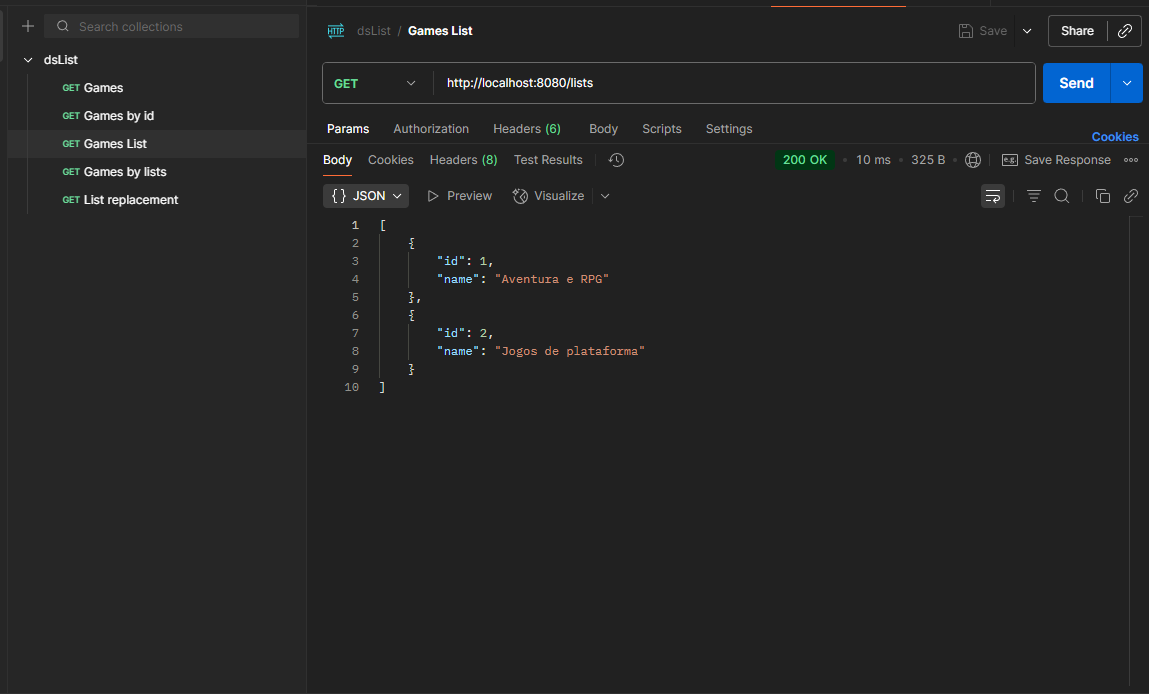 Search collections
dsList
GET Games
GET Games by id
GET Games List
GET Games by lists
GET List replacement
HTTP dsList / Games List
Save
Share
GET http://localhost:8080/lists
Send
Params Authorization Headers (6) Body Scripts Settings
Cookies
Body Cookies Headers (8) Test Results
200 OK • 10 ms • 325 B • e.g. Save Response
{} JSON Preview Visualize
1 [
2 {
3 "id": 1,
4 "name": "Aventura e RPG"
5 },
6 {
7 "id": 2,
8 "name": "Jogos de plataforma"
9 }
10 ]